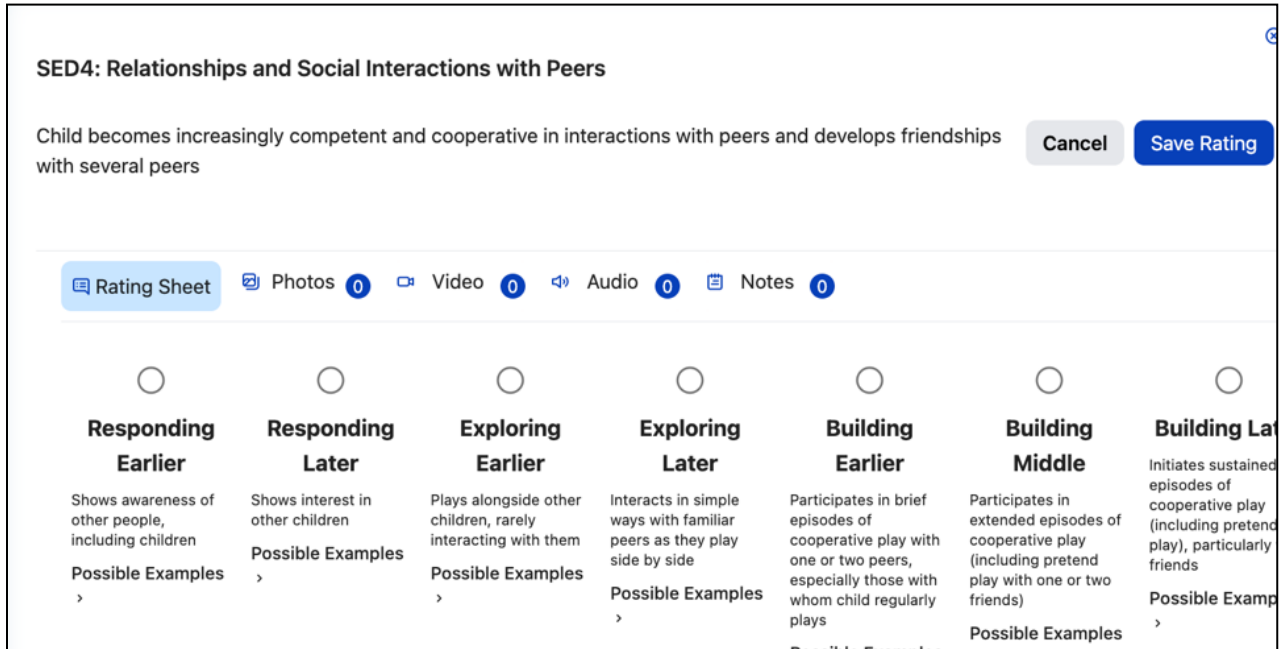 SED4: Relationships and Social Interactions with Peers
Child becomes increasingly competent and cooperative in interactions with peers and develops friendships
with several peers
Cancel
Save Rating
Rating Sheet
Photos 0
Video 0
Audio 0
Notes 0
Responding
Earlier
Shows awareness of
other people,
including children
Possible Examples
Responding
Later
Shows interest in
other children
Possible Examples
Exploring
Earlier
Plays alongside other
children, rarely
interacting with them
Possible Examples
Exploring
Later
Interacts in simple
ways with familiar
peers as they play
side by side
Possible Examples
Building
Earlier
Participates in brief
episodes of
cooperative play with
one or two peers,
especially those with
whom child regularly
plays
Possible Examples
Building
Middle
Participates in
extended episodes of
cooperative play
(including pretend
play with one or two
friends)
Possible Examples
Building
Initiates sustained
episodes of
cooperative play
(including pretend
play), particularly
friends
Possible